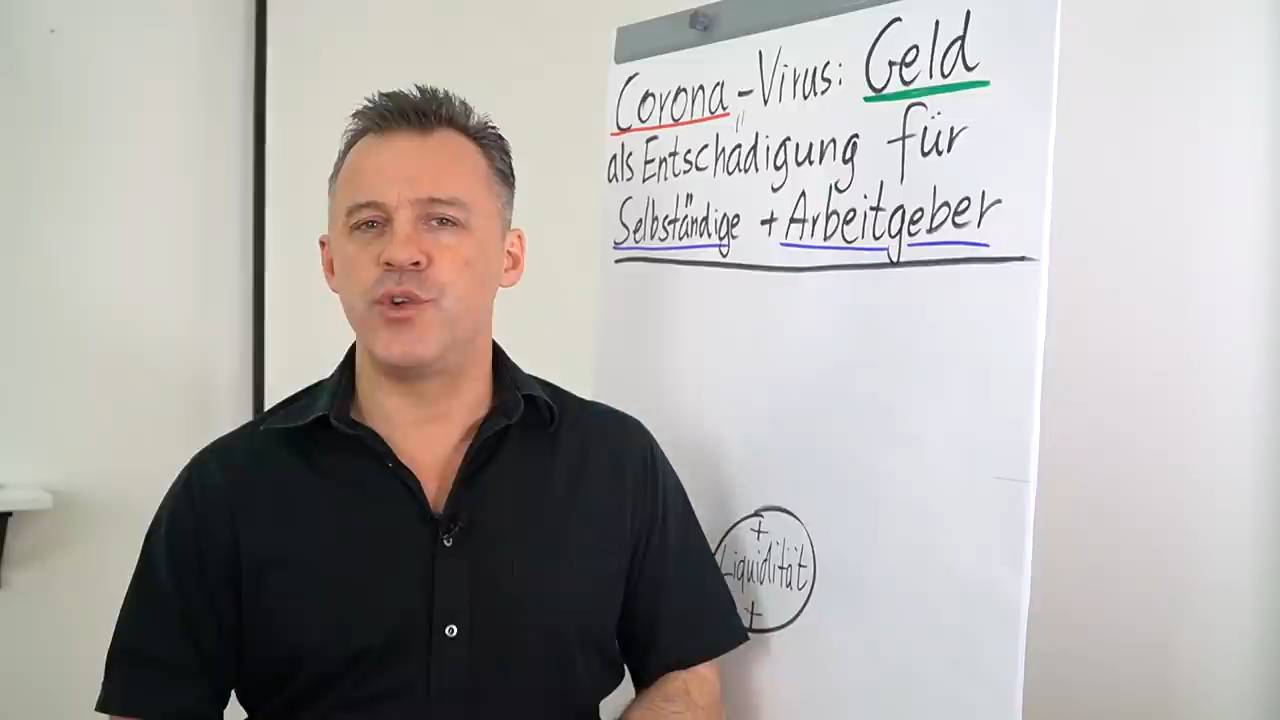 Corona-Virus: Geld
als Entschädigung für
Selbständige + Arbeitgeber
+
Liquidität
+